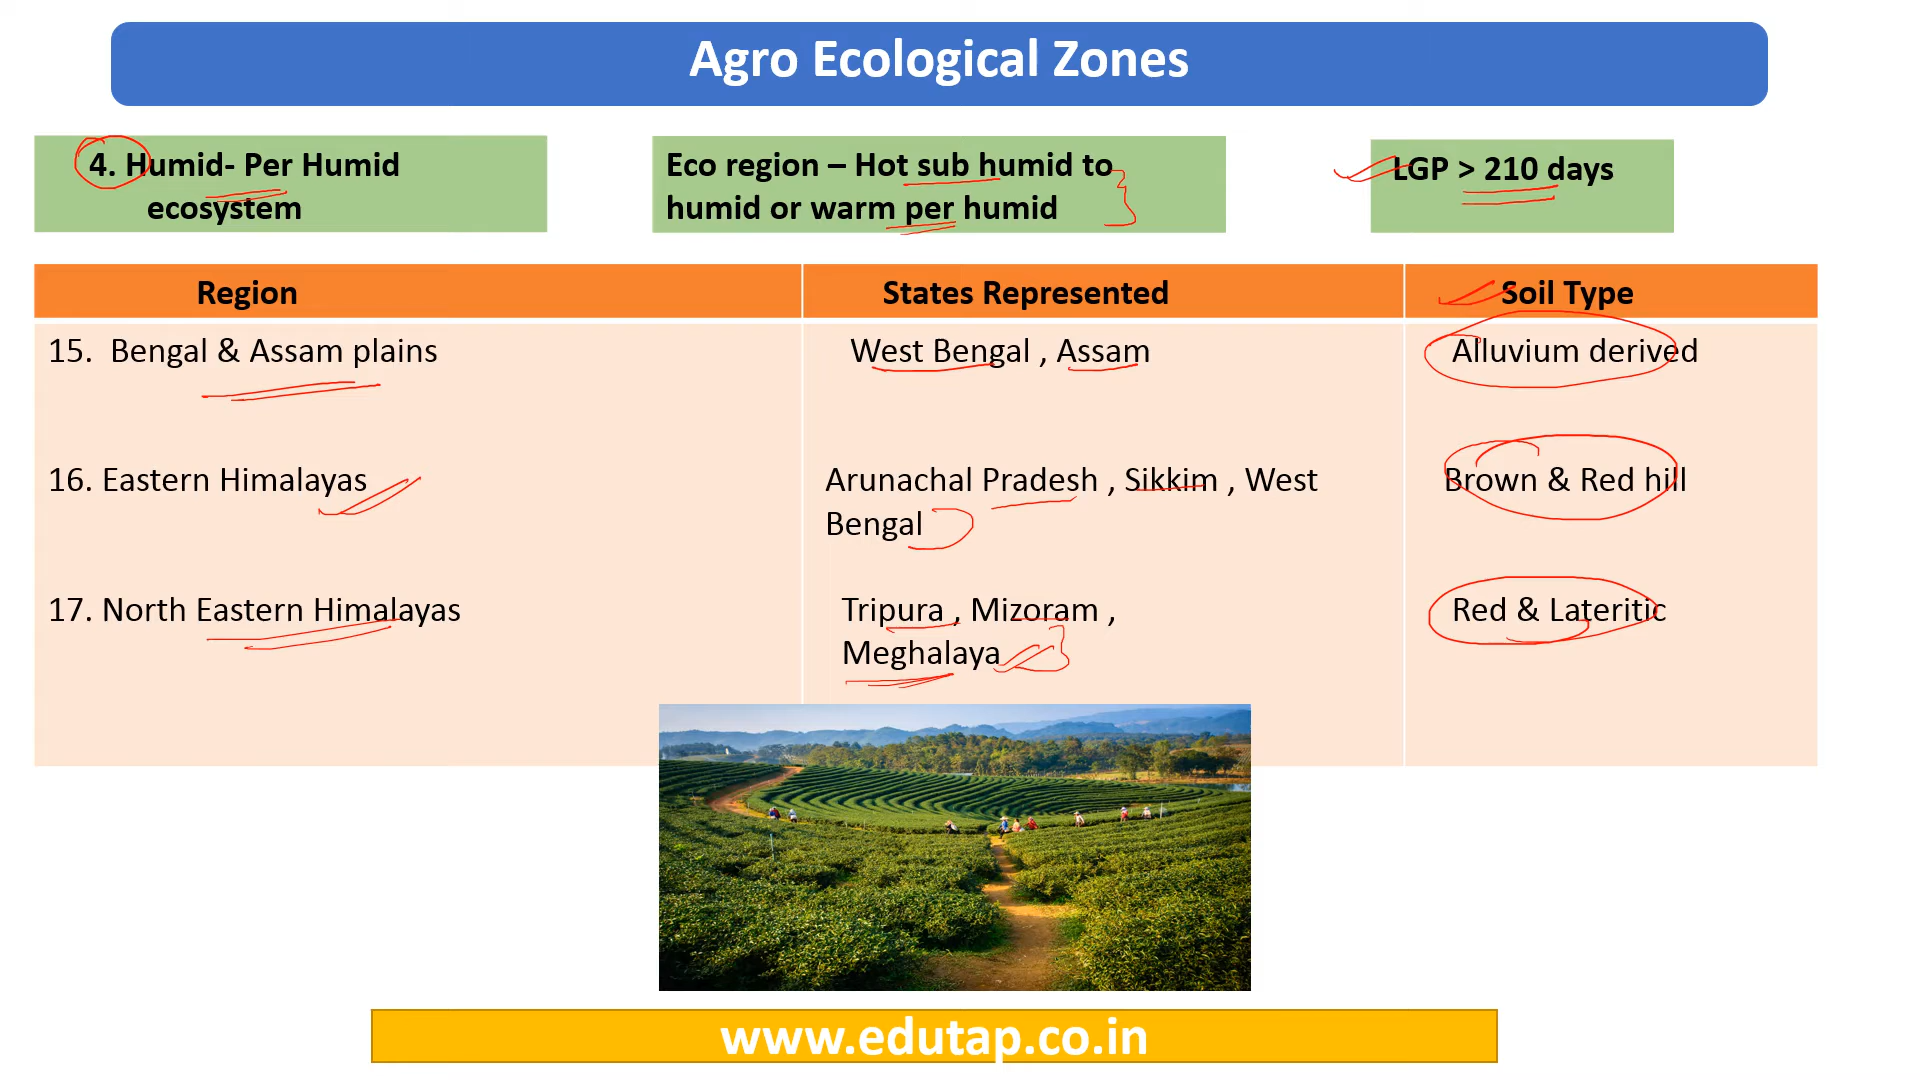 Agro Ecological Zones
4. Humid- Per Humid
ecosystem
Eco region – Hot sub humid to
humid or warm per humid
LGP > 210 days
Region
States Represented
Soil Type
15. Bengal & Assam plains
West Bengal , Assam
Alluvium derived
16. Eastern Himalayas
Arunachal Pradesh , Sikkim , West
Bengal
Brown & Red hill
17. North Eastern Himalayas
Tripura , Mizoram ,
Meghalaya
Red & Lateritic
www.edutap.co.in